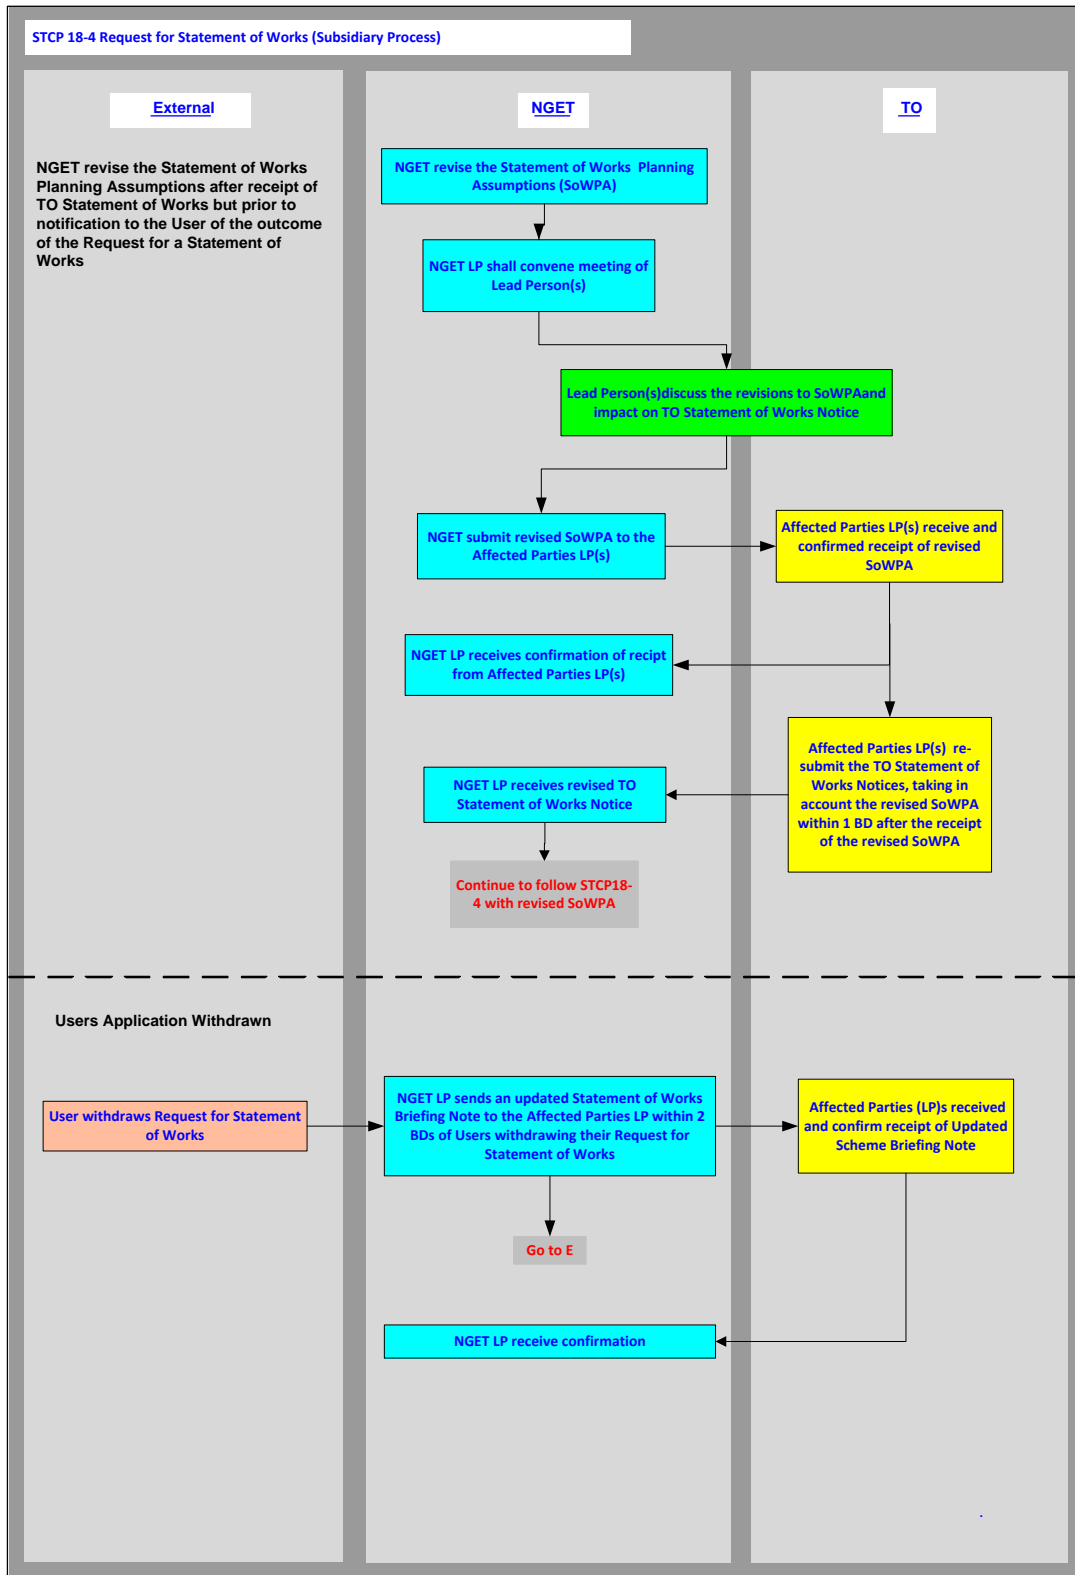 STCP 18-4 Request for Statement of Works (Subsidiary Process)
External
NGET
TO
NGET revise the Statement of Works
Planning Assumptions after receipt of
TO Statement of Works but prior to
notification to the User of the outcome
of the Request for a Statement of
Works
NGET revise the Statement of Works Planning
Assumptions (SoWPA)
NGET LP shall convene meeting of
Lead Person(s)
Lead Person(s)discuss the revisions to SoWPAand
impact on TO Statement of Works Notice
NGET submit revised SoWPA to the
Affected Parties LP(s)
Affected Parties LP(s) receive and
confirmed receipt of revised
SoWPA
NGET LP receives confirmation of recipt
from Affected Parties LP(s)
Affected Parties LP(s) re-
submit the TO Statement of
Works Notices, taking in
account the revised SoWPA
within 1 BD after the receipt
of the revised SoWPA
NGET LP receives revised TO
Statement of Works Notice
Continue to follow STCP18-
4 with revised SoWPA
Users Application Withdrawn
User withdraws Request for Statement
of Works
NGET LP sends an updated Statement of Works
Briefing Note to the Affected Parties LP within 2
BDs of Users withdrawing their Request for
Statement of Works
Affected Parties (LP)s received
and confirm receipt of Updated
Scheme Briefing Note
Go to E
NGET LP receive confirmation